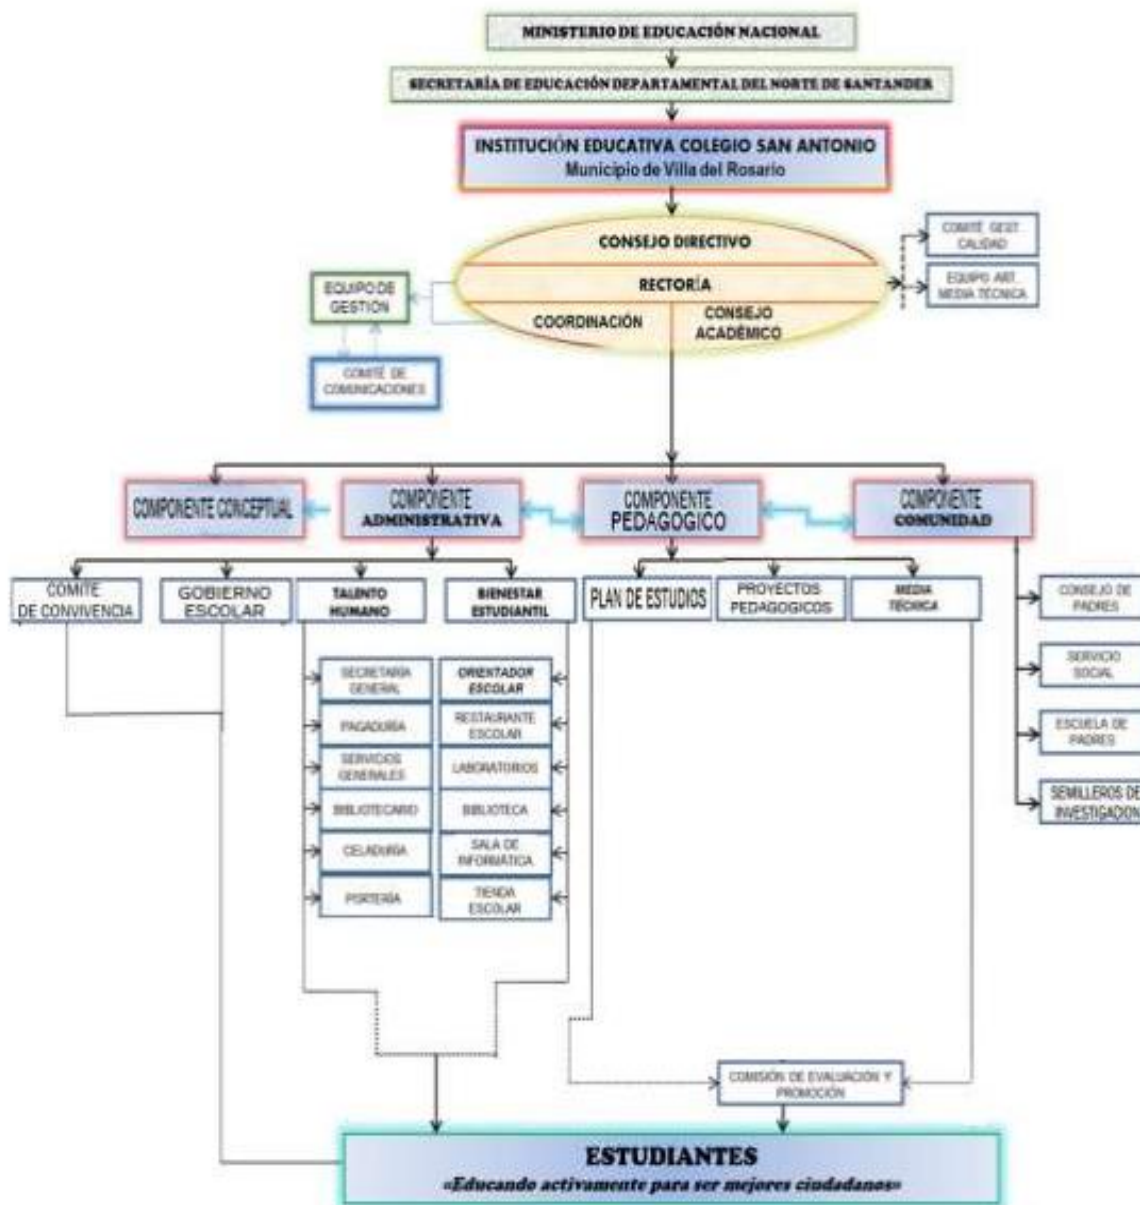 MINISTERIO DE EDUCACIÓN NACIONAL
SECRETARÍA DE EDUCACIÓN DEPARTAMENTAL DEL NORTE DE SANTANDER
INSTITUCIÓN EDUCATIVA COLEGIO SAN ANTONIO
Municipio de Villa del Rosario
CONSEJO DIRECTIVO
RECTORÍA
COORDINACIÓN
CONSEJO
ACADÉMICO
COMITÉ GEST.
CALIDAD
EQUIPO ART.
MEDIA TÉCNICA
EQUIPO DE
GESTIÓN
COMITÉ DE
COMUNICACIONES
COMPONENTE CONCEPTUAL
COMPONENTE
ADMINISTRATIVA
COMPONENTE
PEDAGOGICO
COMPONENTE
COMUNIDAD
COMITE
DE CONVIVENCIA
GOBIERNO
ESCOLAR
TALENTO
HUMANO
BIENESTAR
ESTUDIANTIL
PLAN DE ESTUDIOS
PROYECTOS
PEDAGOGICOS
MEDIA
TÉCNICA
CONSEJO DE
PADRES
SERVICIO
SOCIAL
ESCUELA DE
PADRES
SEMILLEROS DE
INVESTIGACION
SECRETARÍA
GENERAL
PAGADURÍA
SERVICIOS
GENERALES
BIBLIOTECARIO
CELADURÍA
PORTERÍA
ORIENTADOR
ESCOLAR
RESTAURANTE
ESCOLAR
LABORATORIOS
BIBLIOTECA
SALA DE
INFORMÁTICA
TIENDA
ESCOLAR
COMISIÓN DE EVALUACIÓN Y
PROMOCIÓN
ESTUDIANTES
«Educando activamente para ser mejores ciudadanos»